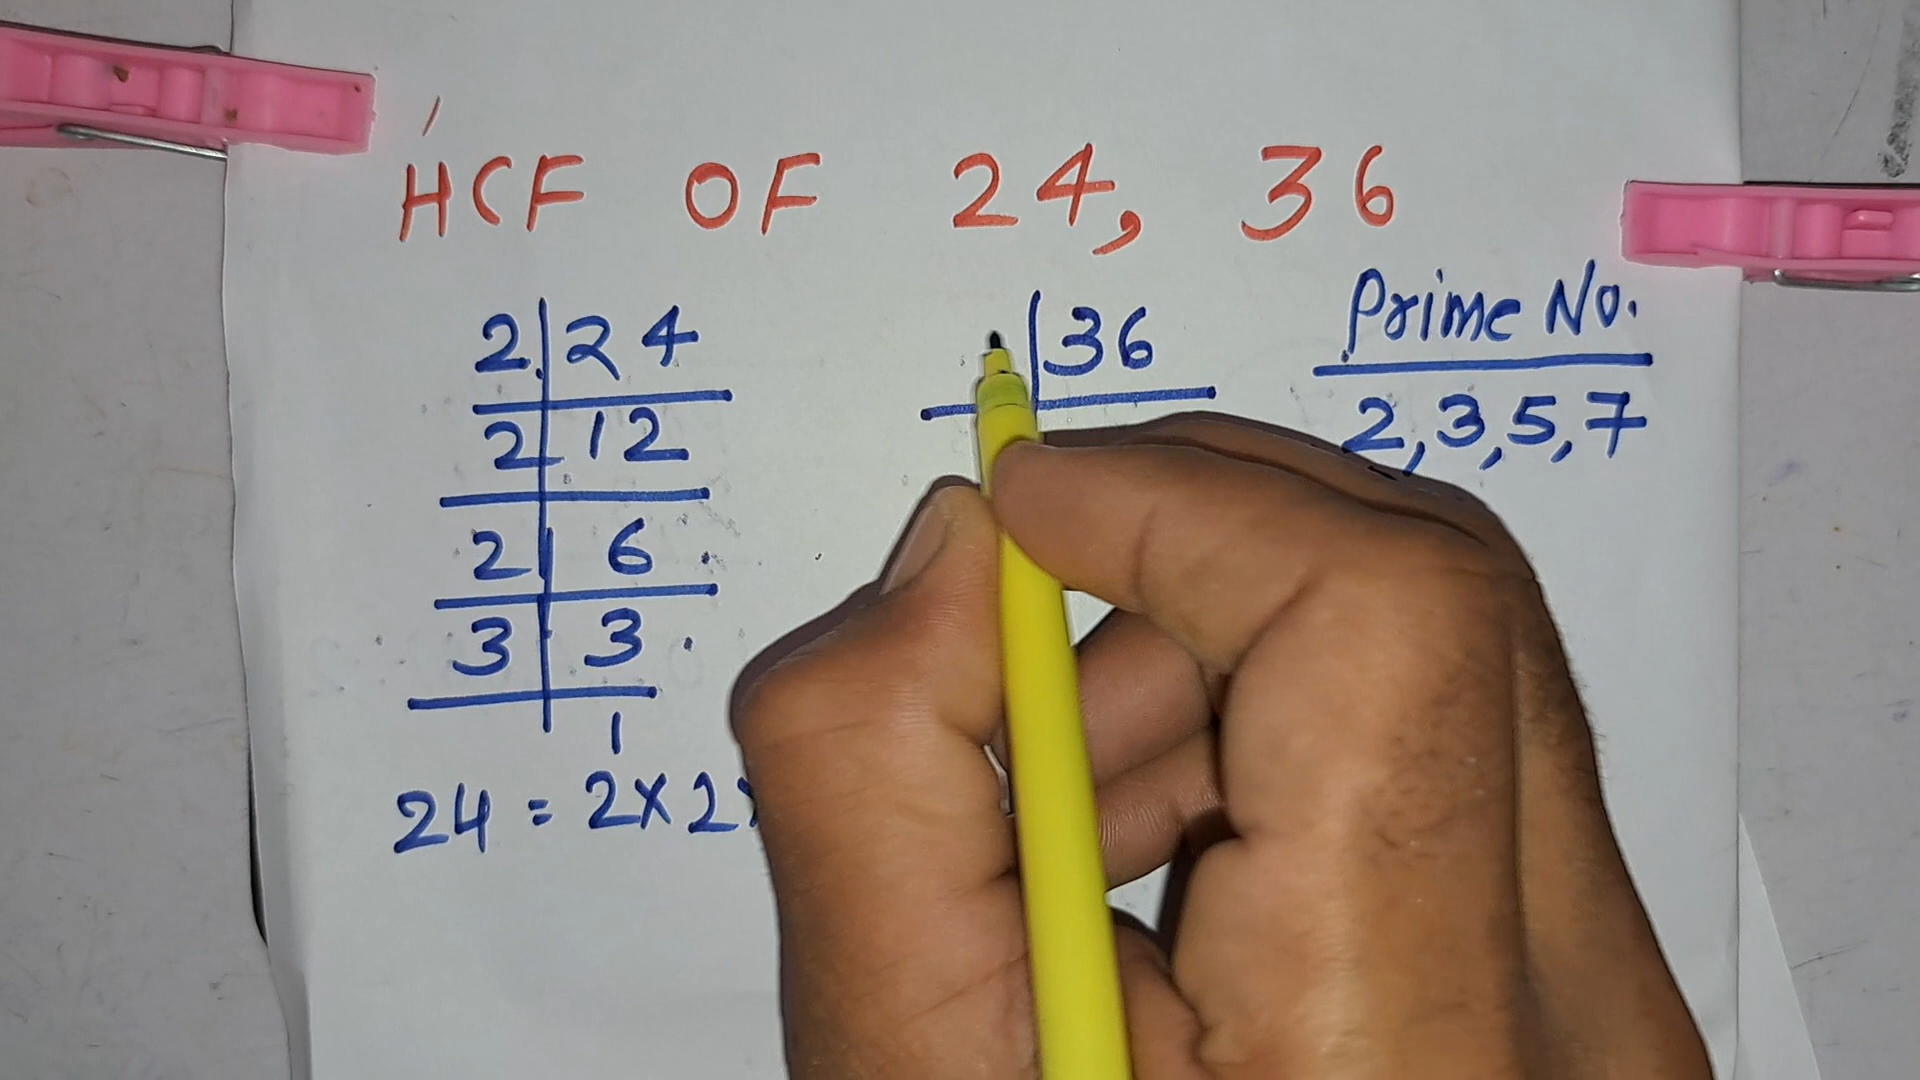 HCF OF 24, 36
2 24
2 12
2 6
3 3
1
24 = 2×2×
36
Prime No.
2,3,5,7